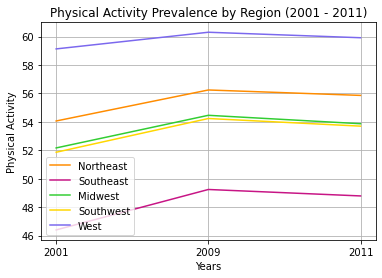 Physical Activity Prevalence by Region (2001 - 2011)
60
58
56
54
52
50
48
46
Physical Activity
Northeast
Southeast
Midwest
Southwest
West
2001 2009 2011
Years